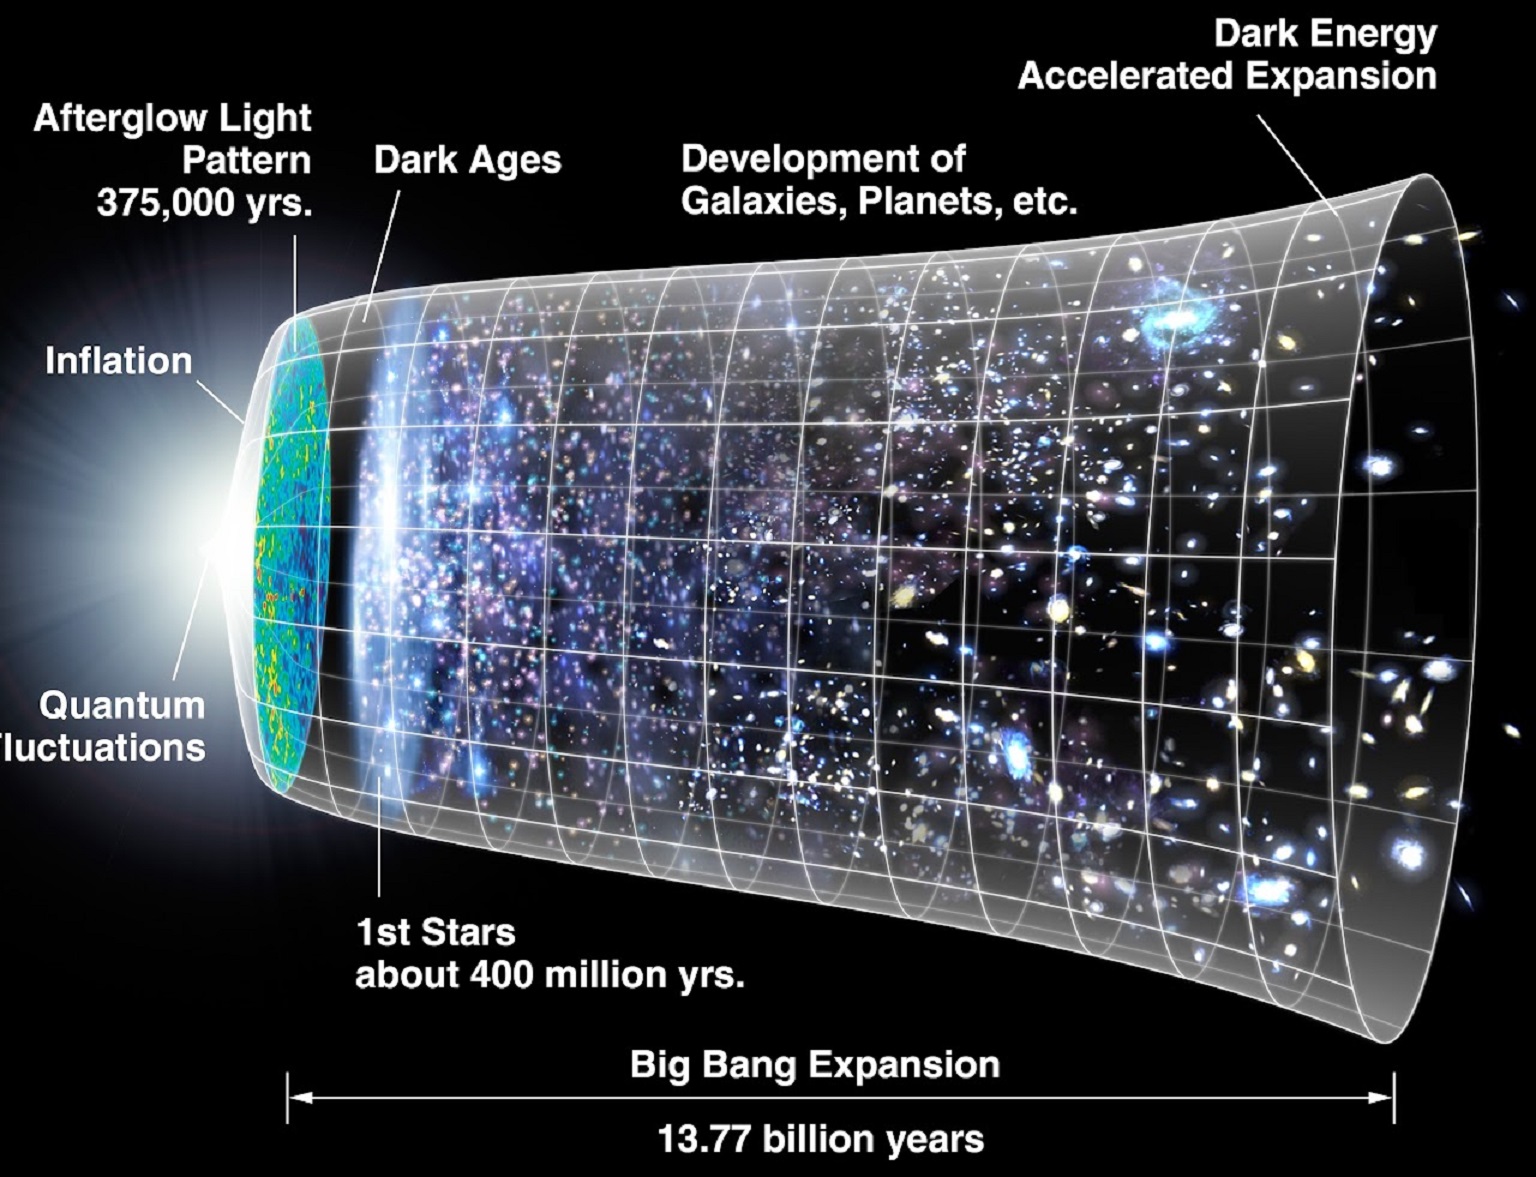 Dark Energy
Accelerated Expansion
Afterglow Light
Pattern
375,000 yrs.
Dark Ages
Development of
Galaxies, Planets, etc.
Inflation
Quantum
luctuations
1st Stars
about 400 million yrs.
Big Bang Expansion
13.77 billion years